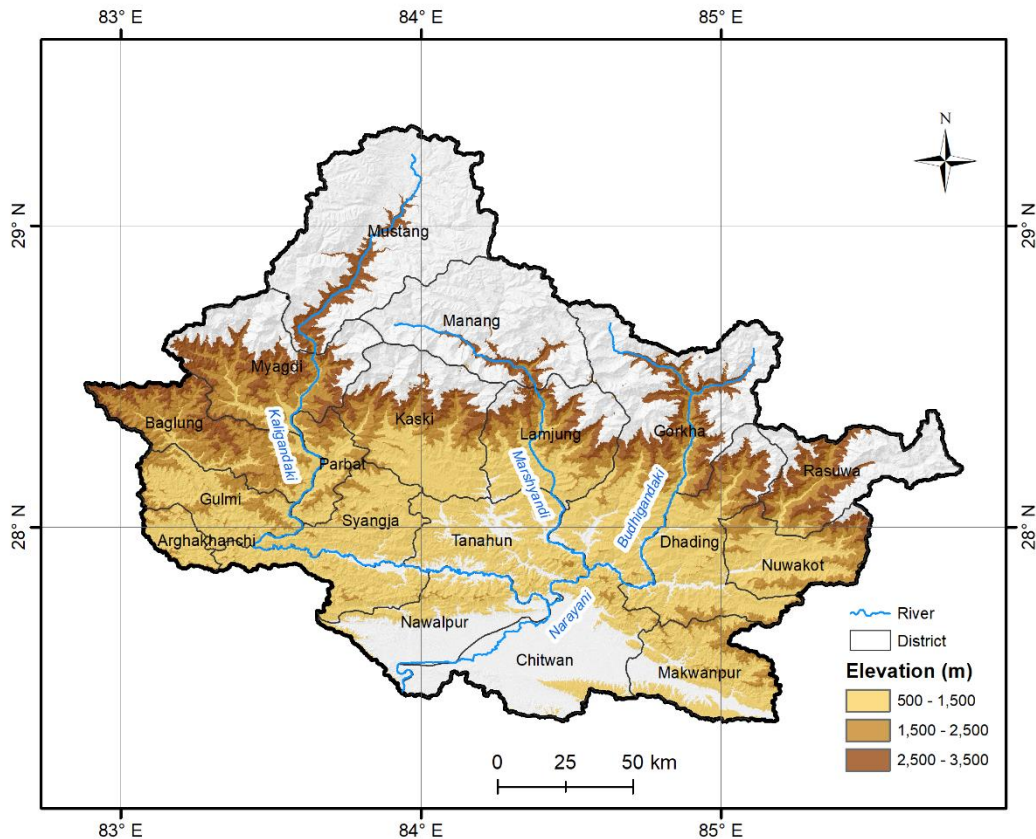 83° E
84° E
85° E
N
29° N
29° N
Mustang
Manang
Myagdi
Kaski
Baglung
Kaligandaki
Lamjung
Gorkha
Parbat
Marshyandi
Rasuwa
Gulmi
Budhigandaki
Syangja
28° N
28° N
Arghakhanchi
Tanahun
Dhading
Nuwakot
Narayani
Nawalpur
River
District
Chitwan
Makwanpur
Elevation (m)
500 - 1,500
1,500 - 2,500
2,500 - 3,500
0 25 50 km
83° E
84° E
85° E